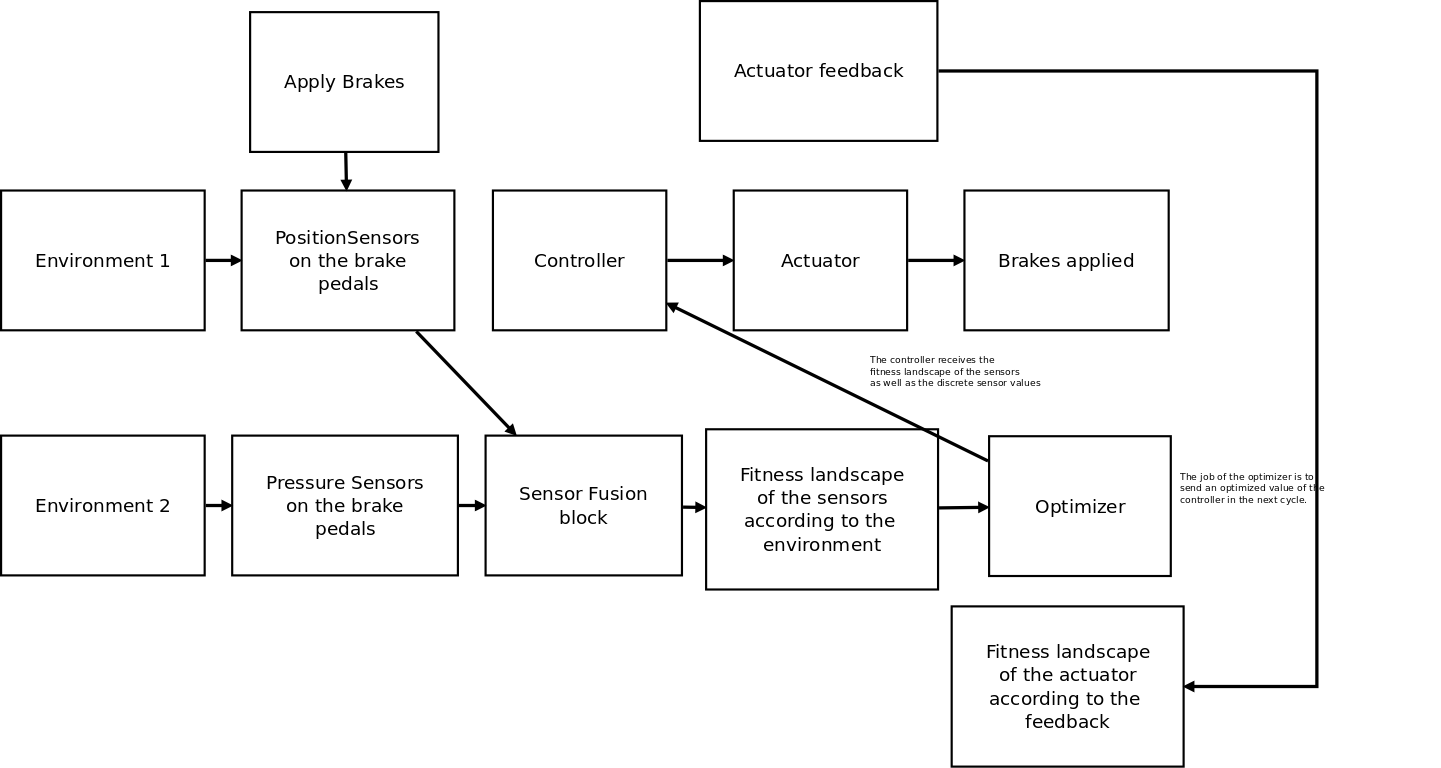 Apply Brakes
Actuator feedback
Environment 1
PositionSensors
on the brake
pedals
Controller
Actuator
Brakes applied
The controller receives the
fitness landscape of the sensors
as well as the discrete sensor values
Environment 2
Pressure Sensors
on the brake
pedals
Sensor Fusion
block
Fitness landscape
of the sensors
according to the
environment
Optimizer
The job of the optimizer is to
send an optimized value of the
controller in the next cycle.
Fitness landscape
of the actuator
according to the
feedback